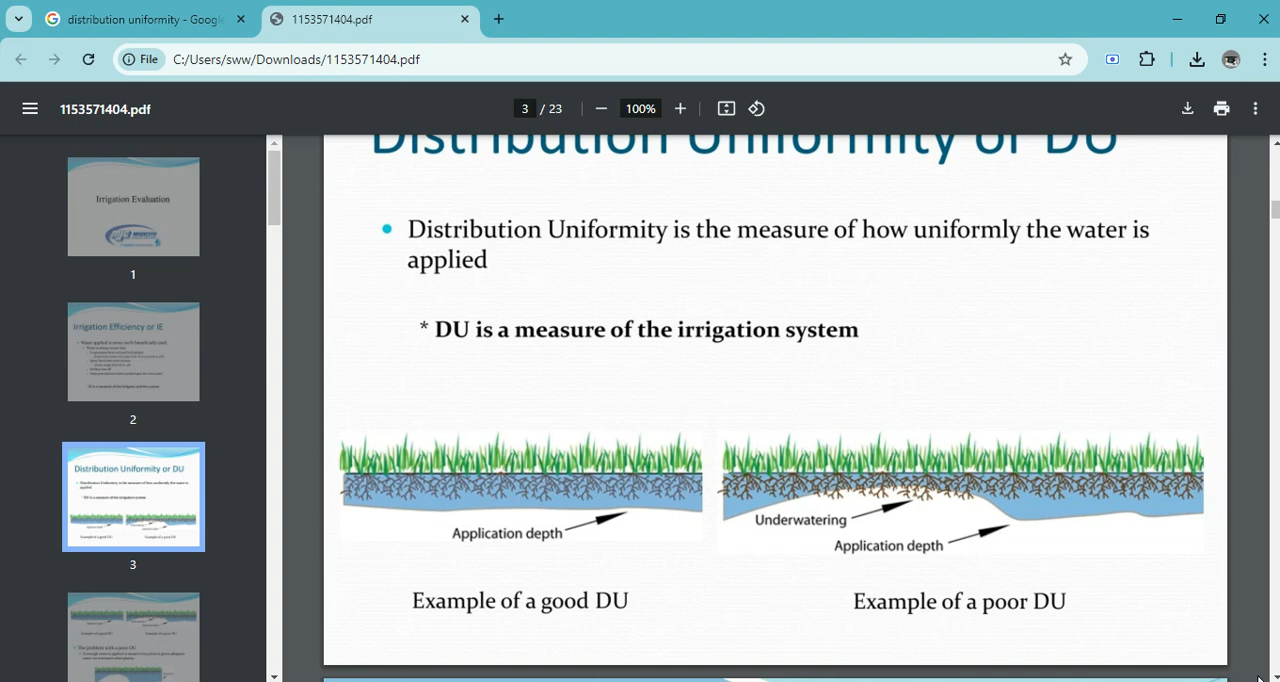 distribution uniformity - Google
1153571404.pdf
File
C:/Users/sww/Downloads/1153571404.pdf
1153571404.pdf
3 / 23
100%
Irrigation Evaluation
1
Irrigation Efficiency or IE
2
Distribution Uniformity or DU
3
Distribution Uniformity or DU
• Distribution Uniformity is the measure of how uniformly the water is
applied
* DU is a measure of the irrigation system
Application depth
Underwatering
Application depth
Example of a good DU
Example of a poor DU